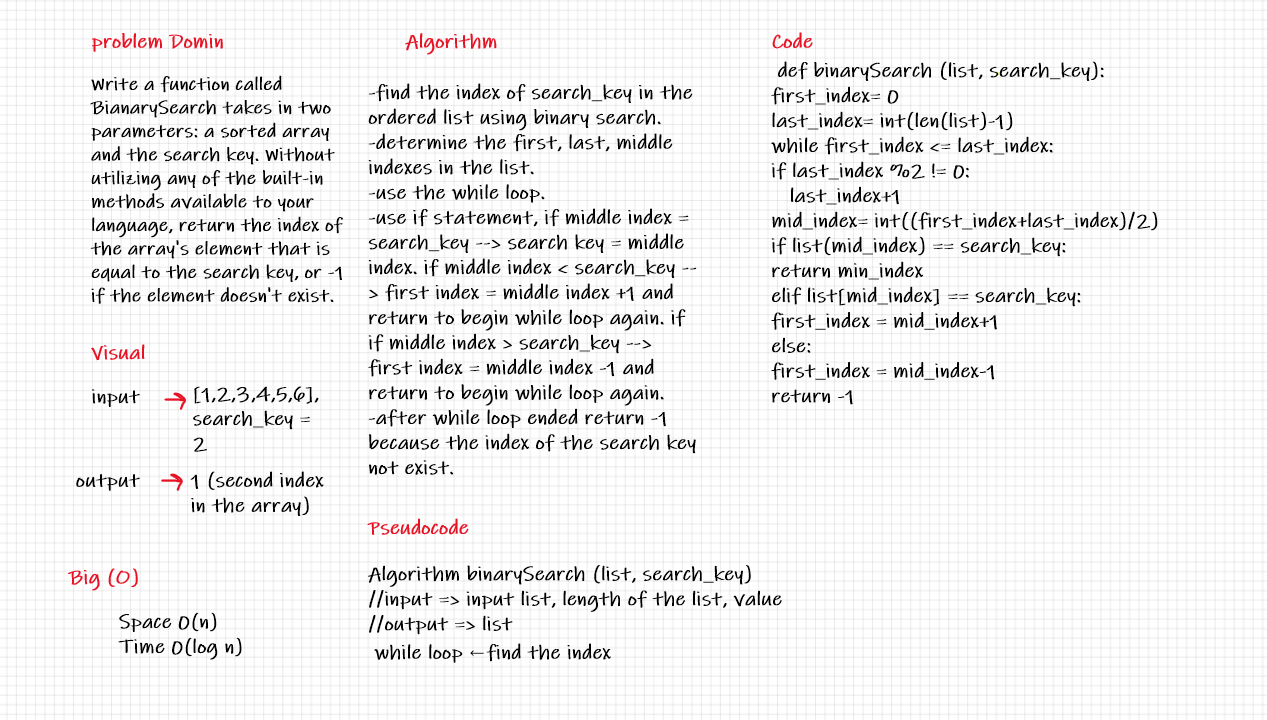 problem Domin
Write a function called
BianarySearch takes in two
parameters: a sorted array
and the search key. Without
utilizing any of the built-in
methods available to your
language, return the index of
the array's element that is
equal to the search key, or -1
if the element doesn't exist.
Visual
input → [1,2,3,4,5,6],
search_key =
2
output → 1 (second index
in the array)
Big (O)
Space O(n)
Time O(log n)
Algorithm
-find the index of search_key in the
ordered list using binary search.
-determine the first, last, middle
indexes in the list.
-use the while loop.
-use if statement, if middle index =
search_key --> search key = middle
index. if middle index < search_key --
> first index = middle index +1 and
return to begin while loop again. if
if middle index > search_key -->
first index = middle index -1 and
return to begin while loop again.
-after while loop ended return -1
because the index of the search key
not exist.
Pseudocode
Algorithm binarySearch (list, search_key)
//input => input list, length of the list, value
//output => list
while loop ←find the index
Code
def binarySearch (list, search_key):
first_index= 0
last_index= int(len(list)-1)
while first_index <= last_index:
if last_index %2 != 0:
last_index+1
mid_index= int((first_index+last_index)/2)
if list(mid_index) == search_key:
return min_index
elif list[mid_index] == search_key:
first_index = mid_index+1
else:
first_index = mid_index-1
return -1